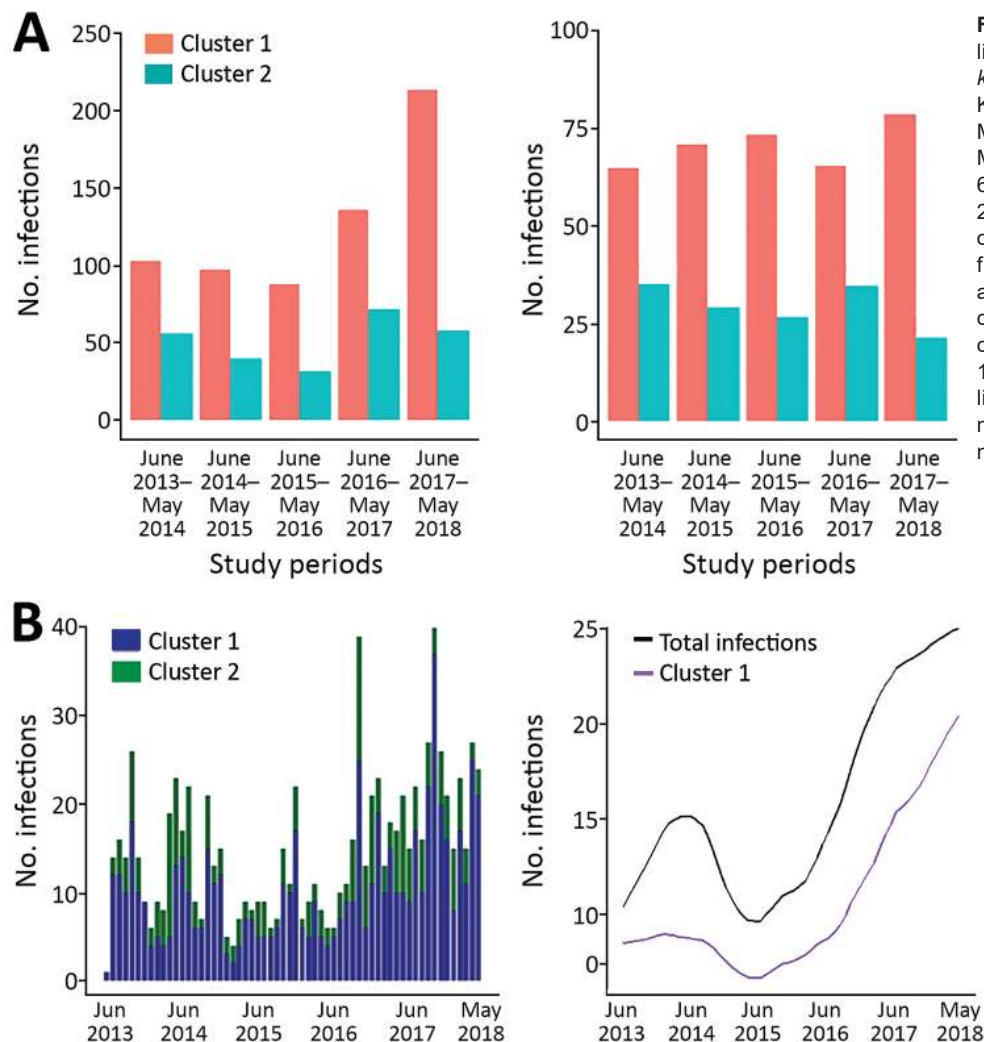 A
No. infections
250
200
150
100
50
0
Cluster 1
Cluster 2
June 2013– May 2014
June 2014– May 2015
June 2015– May 2016
June 2016– May 2017
June 2017– May 2018
Study periods
No. infections
100
75
50
25
0
June 2013– May 2014
June 2014– May 2015
June 2015– May 2016
June 2016– May 2017
June 2017– May 2018
Study periods
B
No. infections
40
30
20
10
0
Cluster 1
Cluster 2
Jun 2013
Jun 2014
Jun 2015
Jun 2016
Jun 2017
May 2018
No. infections
25
20
15
10
0
Total infections
Cluster 1
Jun 2013
Jun 2014
Jun 2015
Jun 2016
Jun 2017
May 2018